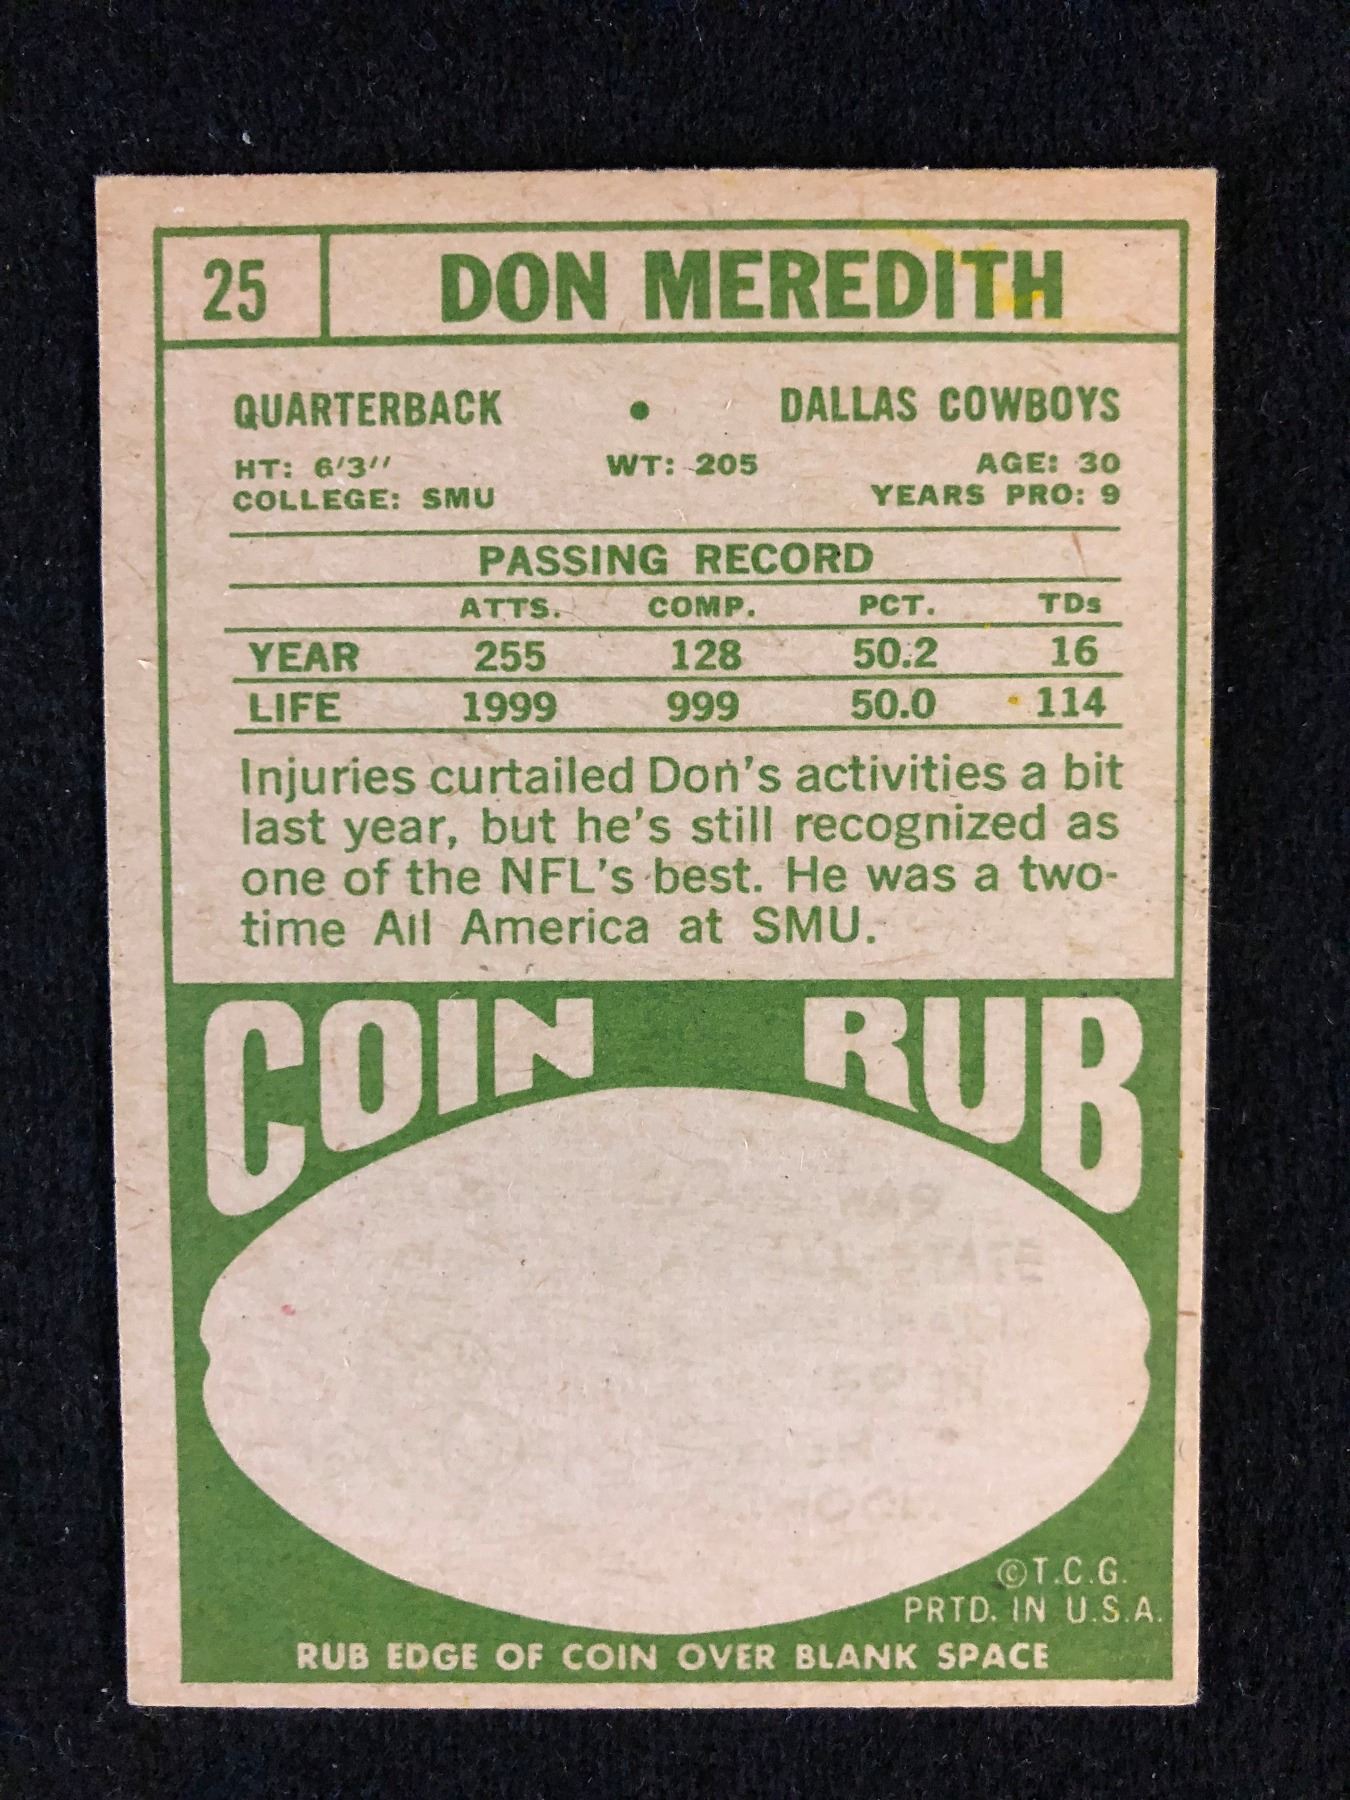 25 DON MEREDITH
QUARTERBACK • DALLAS COWBOYS
HT: 6'3'' WT: 205 AGE: 30
COLLEGE: SMU YEARS PRO: 9
PASSING RECORD
ATTS. COMP. PCT. TDs
YEAR 255 128 50.2 16
LIFE 1999 999 50.0 114
Injuries curtailed Don's activities a bit
last year, but he's still recognized as
one of the NFL's best. He was a two-
time All America at SMU.
COIN RUB
©T.C.G.
PRTD. IN U.S.A.
RUB EDGE OF COIN OVER BLANK SPACE